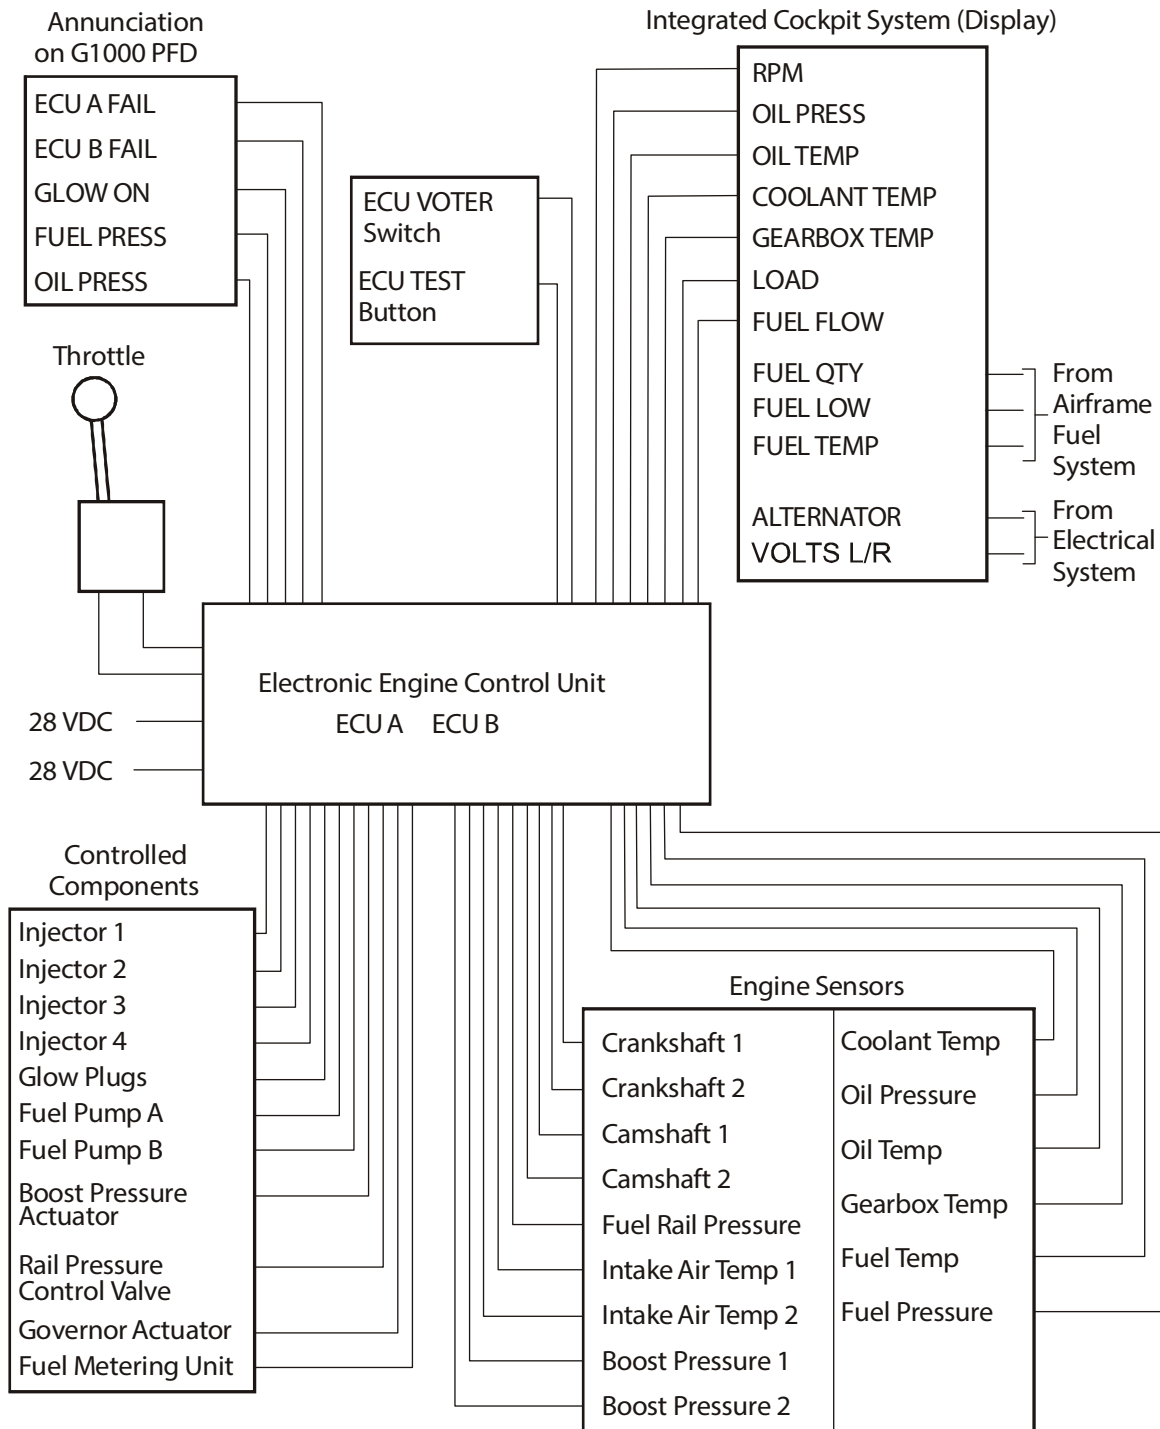 Annunciation
on G1000 PFD
ECU A FAIL
ECU B FAIL
GLOW ON
FUEL PRESS
OIL PRESS
Throttle
ECU VOTER
Switch
ECU TEST
Button
Integrated Cockpit System (Display)
RPM
OIL PRESS
OIL TEMP
COOLANT TEMP
GEARBOX TEMP
LOAD
FUEL FLOW
FUEL QTY
FUEL LOW
FUEL TEMP
ALTERNATOR
VOLTS L/R
From
Airframe
Fuel
System
From
Electrical
System
Electronic Engine Control Unit
ECU A ECU B
28 VDC
28 VDC
Controlled
Components
Injector 1
Injector 2
Injector 3
Injector 4
Glow Plugs
Fuel Pump A
Fuel Pump B
Boost Pressure
Actuator
Rail Pressure
Control Valve
Governor Actuator
Fuel Metering Unit
Engine Sensors
Crankshaft 1
Crankshaft 2
Camshaft 1
Camshaft 2
Fuel Rail Pressure
Intake Air Temp 1
Intake Air Temp 2
Boost Pressure 1
Boost Pressure 2
Coolant Temp
Oil Pressure
Oil Temp
Gearbox Temp
Fuel Temp
Fuel Pressure